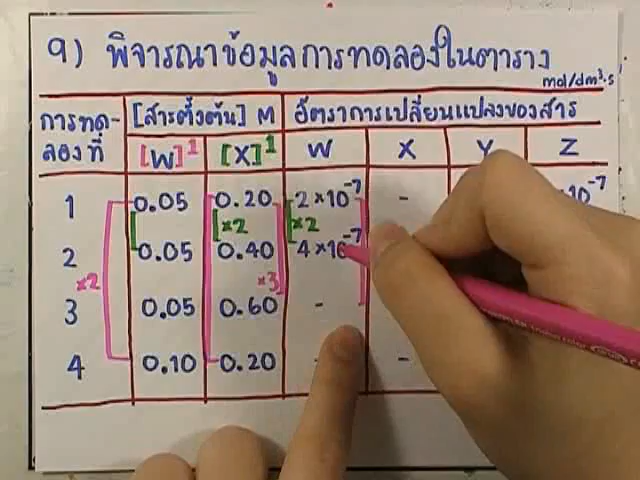 9) พิจารณาข้อมูลการทดลองในตาราง
mol/dm³.s
การทด-ลองที่ [สารตั้งต้น] M อัตราการเปลี่ยนแปลงของสาร
[W]¹ [X]¹ W X Y Z
1 0.05 0.20 2×10⁻⁷ - 10⁻⁷
×2 ×2
2 0.05 0.40 4×10⁻⁷
×2 ×3
3 0.05 0.60 -
4 0.10 0.20 - -